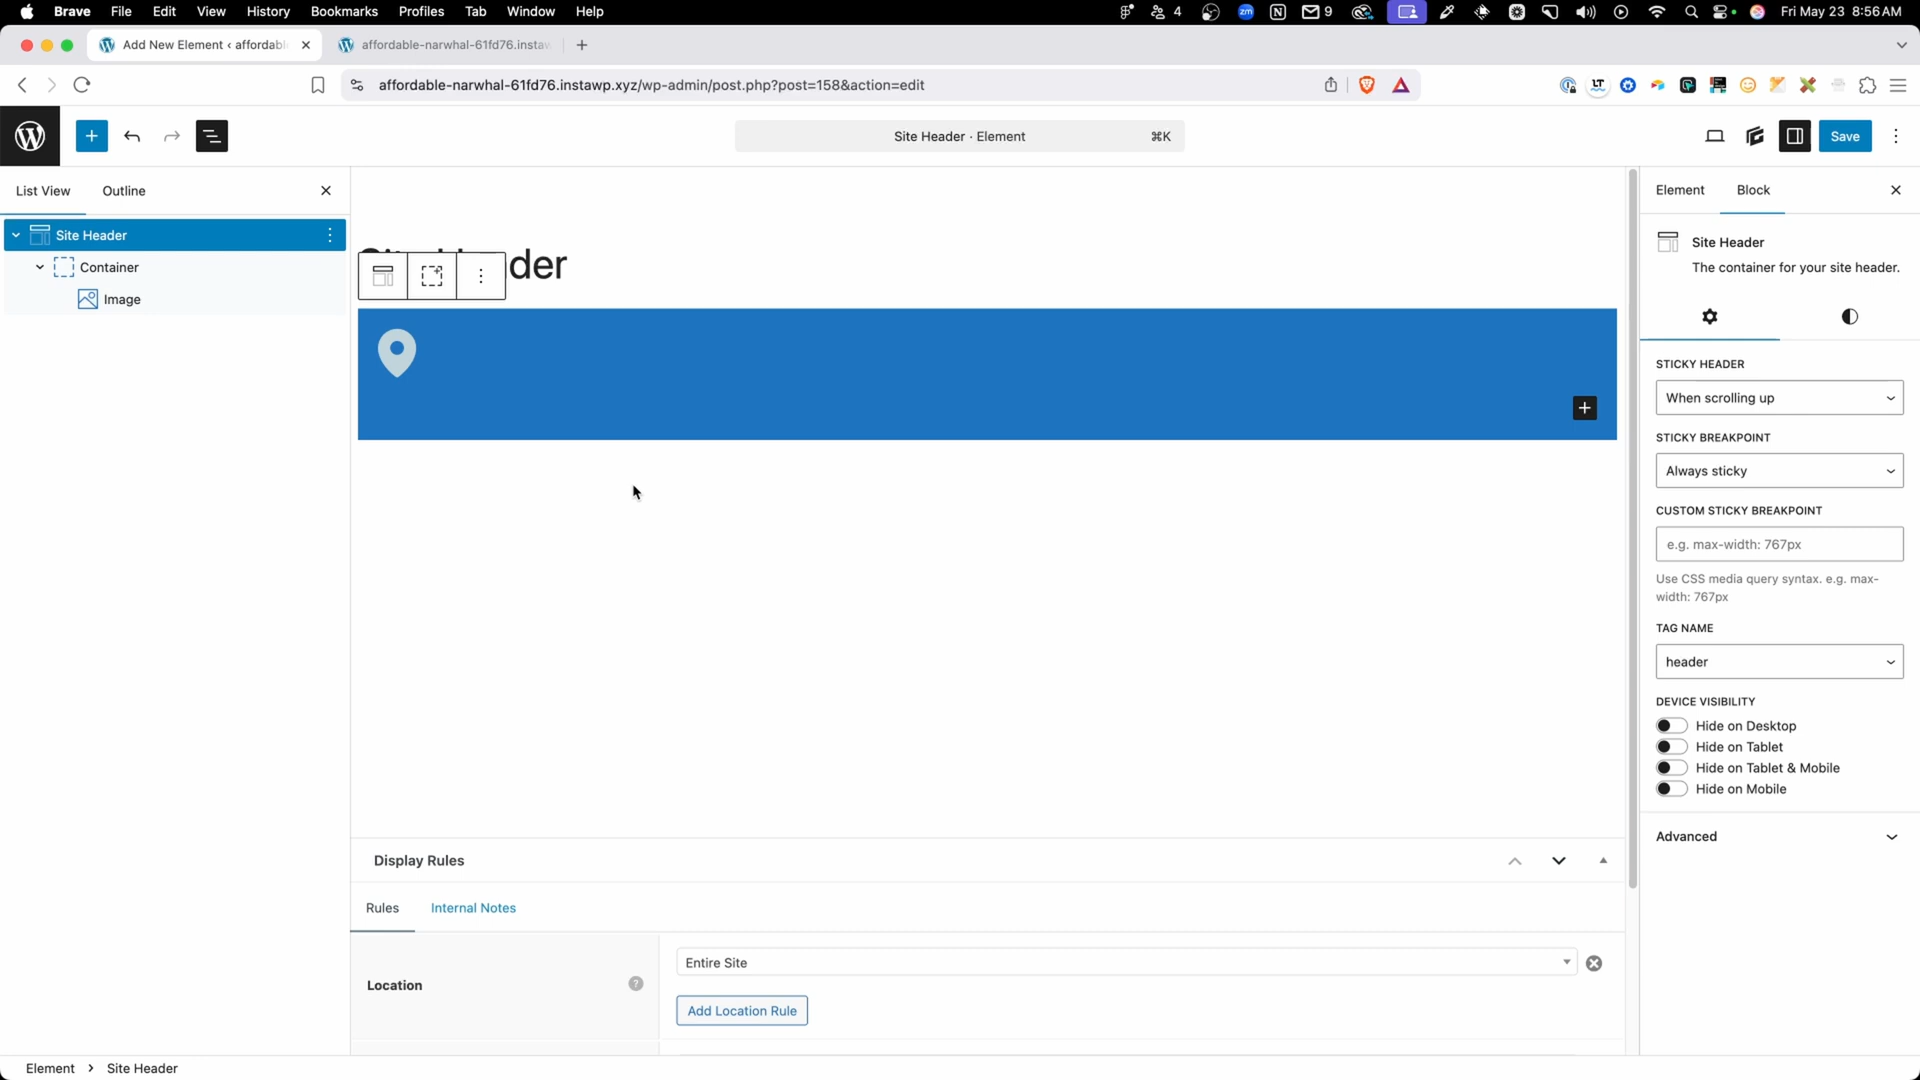 Brave File Edit View History Bookmarks Profiles Tab Window Help
4 zm 9 Fri May 23 8:56 AM
Add New Element ‹ affordabl
affordable-narwhal-61fd76.instaw
affordable-narwhal-61fd76.instawp.xyz/wp-admin/post.php?post=158&action=edit
Site Header · Element ⌘K
Save
List View
Outline
Site Header
Container
Image
der
Display Rules
Rules
Internal Notes
Location
Entire Site
Add Location Rule
Element
Block
Site Header
The container for your site header.
STICKY HEADER
When scrolling up
STICKY BREAKPOINT
Always sticky
CUSTOM STICKY BREAKPOINT
e.g. max-width: 767px
Use CSS media query syntax. e.g. max-
width: 767px
TAG NAME
header
DEVICE VISIBILITY
Hide on Desktop
Hide on Tablet
Hide on Tablet & Mobile
Hide on Mobile
Advanced
Element › Site Header